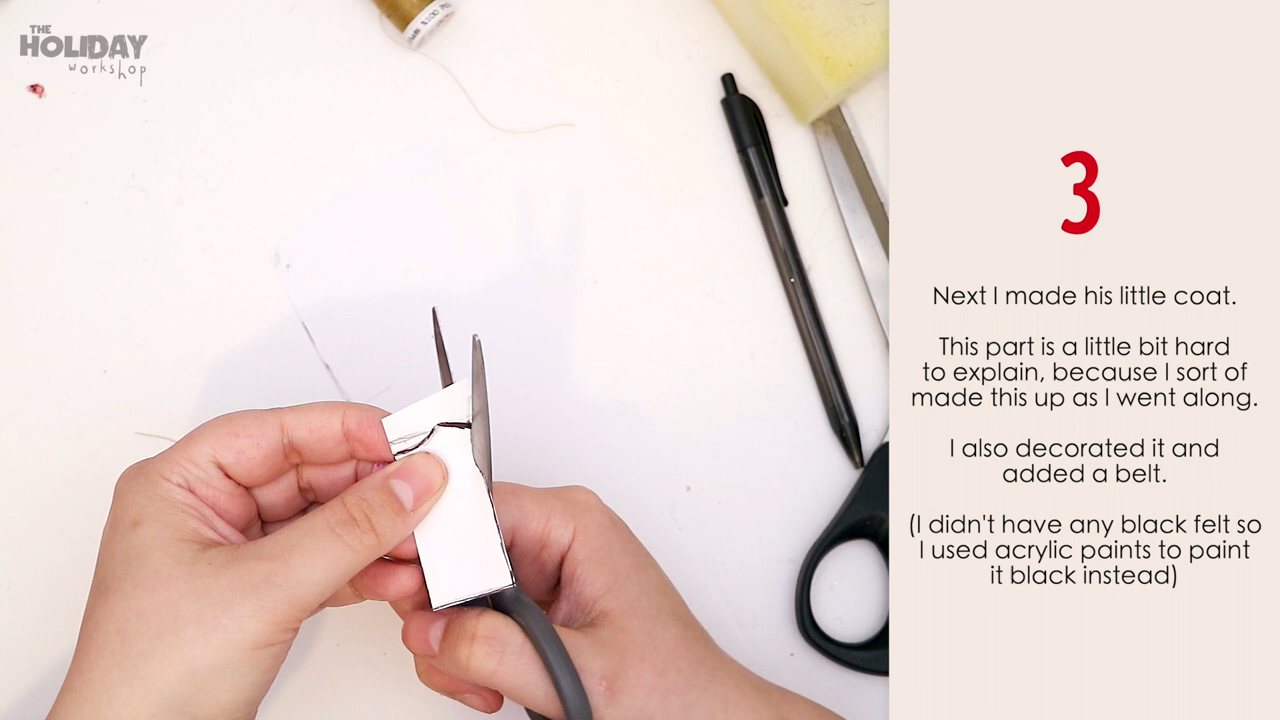 THE
HOLIDAY
workshop
3
Next I made his little coat.
This part is a little bit hard
to explain, because I sort of
made this up as I went along.
I also decorated it and
added a belt.
(I didn't have any black felt so
I used acrylic paints to paint
it black instead)